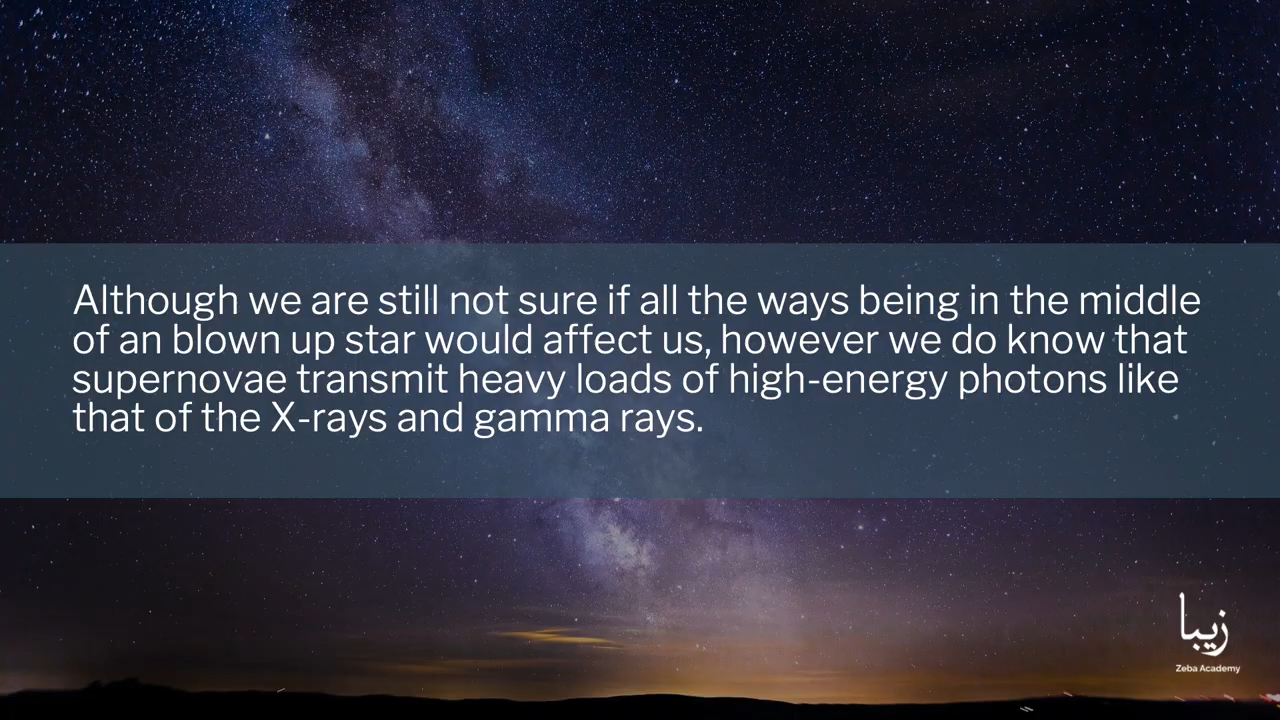 Although we are still not sure if all the ways being in the middle
of an blown up star would affect us, however we do know that
supernovae transmit heavy loads of high-energy photons like
that of the X-rays and gamma rays.
زيبا
Zeba Academy